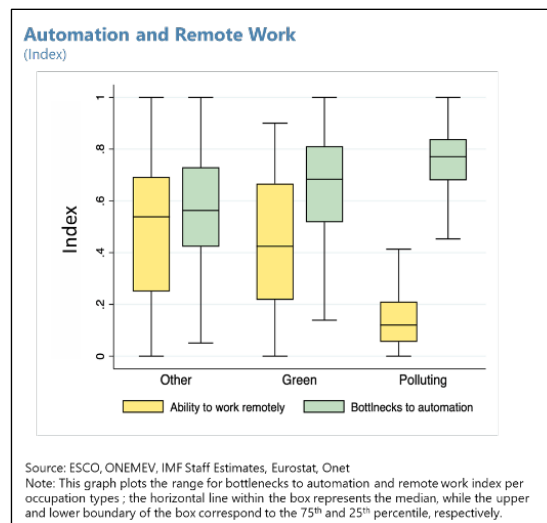 Automation and Remote Work
(Index)
Index
1
.8
.6
.4
.2
0
Other Green Polluting
Ability to work remotely Bottlnecks to automation
Source: ESCO, ONEMEV, IMF Staff Estimates, Eurostat, Onet
Note: This graph plots the range for bottlenecks to automation and remote work index per
occupation types ; the horizontal line within the box represents the median, while the upper
and lower boundary of the box correspond to the 75th and 25th percentile, respectively.